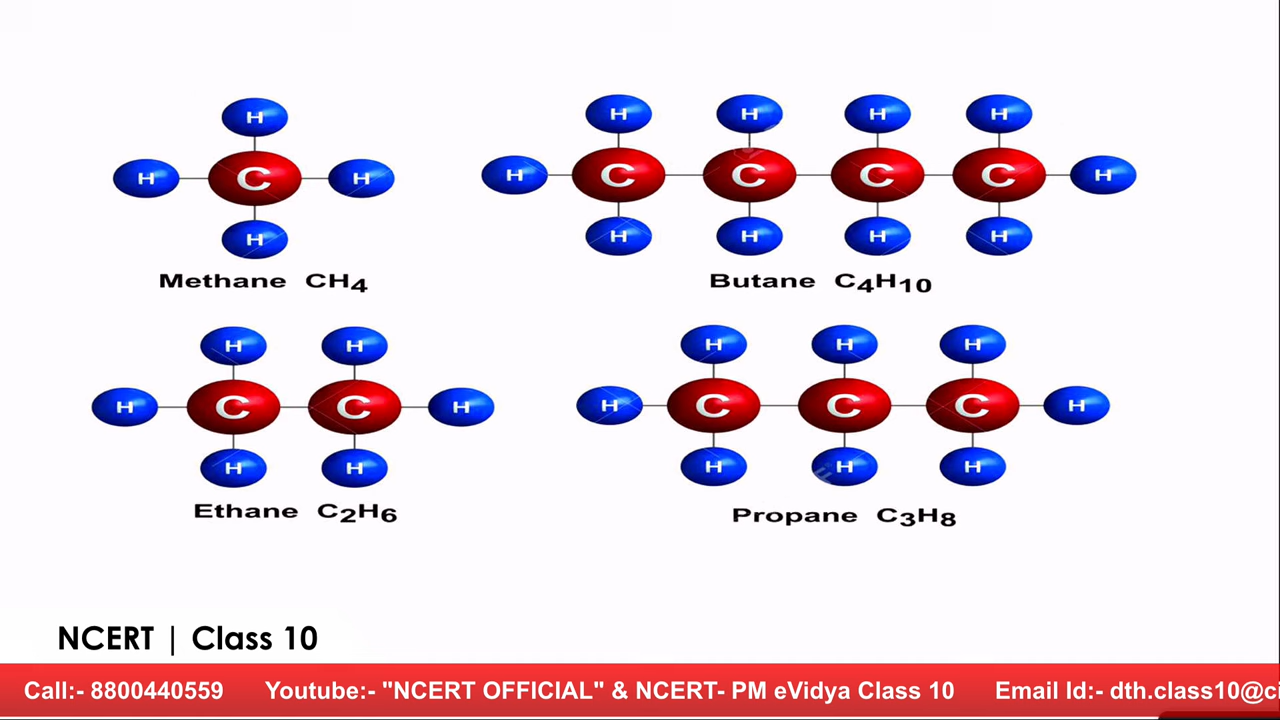 H
H C H
H
Methane CH4
H H H H
H C C C C H
H H H H
Butane C4H10
H H
H C C H
H H
Ethane C2H6
H H H
H C C C H
H H H
Propane C3H8
NCERT | Class 10
Call:- 8800440559 Youtube:- "NCERT OFFICIAL" & NCERT- PM eVidya Class 10 Email Id:- dth.class10@ci